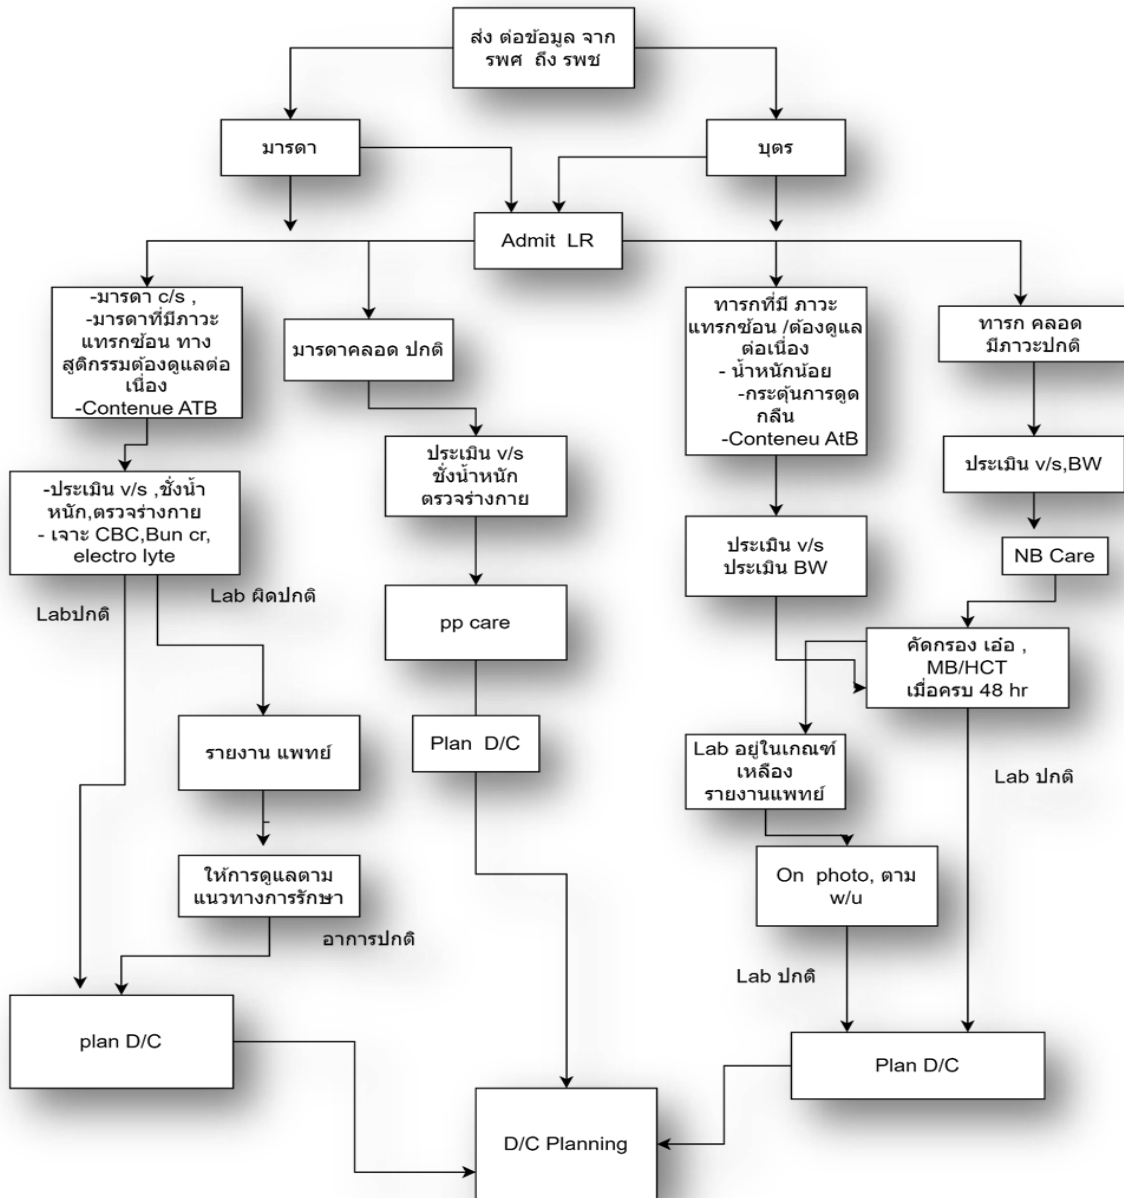 ส่ง ต่อข้อมูล จาก
รพศ ถึง รพช
มารดา
บุตร
Admit LR
-มารดา c/s ,
-มารดาที่มีภาวะ
แทรกซ้อน ทาง
สูติกรรมต้องดูแลต่อ
เนื่อง
-Contenue ATB
มารดาคลอด ปกติ
ทารกที่มี ภาวะ
แทรกซ้อน /ต้องดูแล
ต่อเนื่อง
- น้ำหนักน้อย
-กระตุ้นการดูด
กลืน
-Conteneu AtB
ทารก คลอด
มีภาวะปกติ
-ประเมิน v/s ,ชั่งน้ำ
หนัก,ตรวจร่างกาย
- เจาะ CBC,Bun cr,
electro lyte
ประเมิน v/s
ชั่งน้ำหนัก
ตรวจร่างกาย
ประเมิน v/s,BW
ประเมิน v/s
ประเมิน BW
NB Care
Labปกติ
Lab ผิดปกติ
pp care
คัดกรอง เอ๋อ ,
MB/HCT
เมื่อครบ 48 hr
รายงาน แพทย์
Plan D/C
Lab อยู่ในเกณฑ์
เหลือง
รายงานแพทย์
Lab ปกติ
ให้การดูแลตาม
แนวทางการรักษา
On photo, ตาม
w/u
อาการปกติ
Lab ปกติ
plan D/C
Plan D/C
D/C Planning